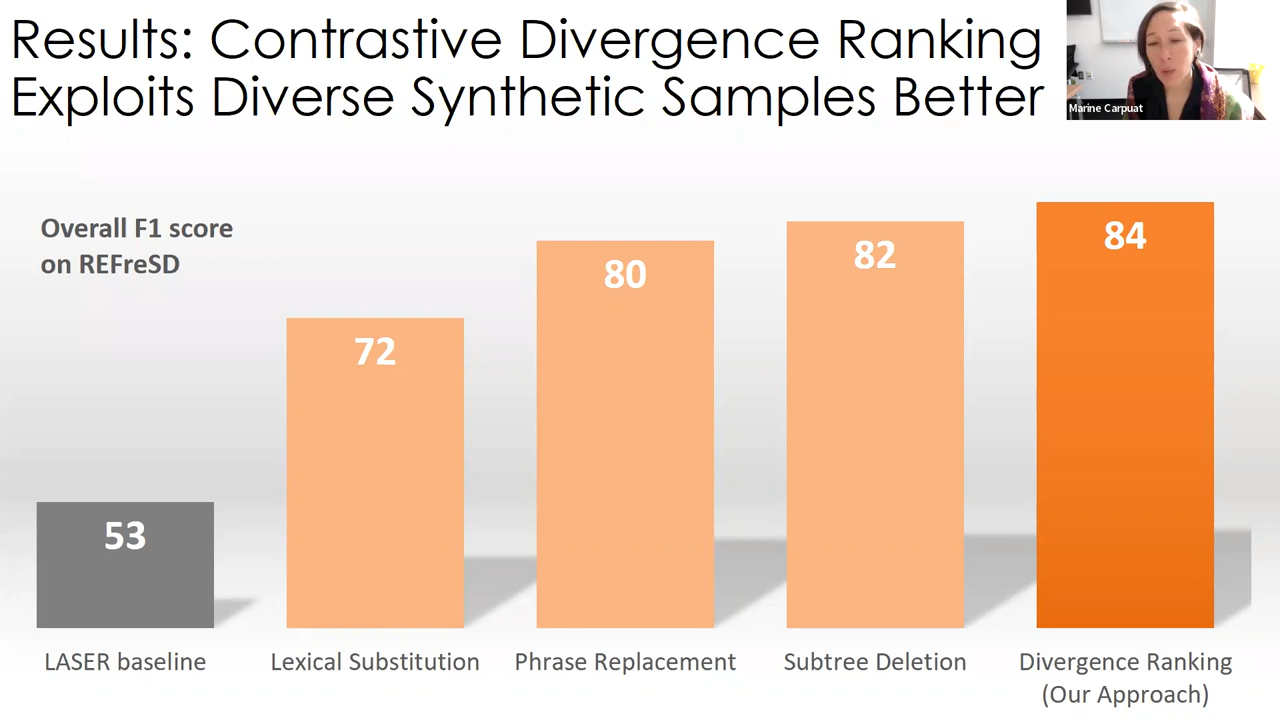 Results: Contrastive Divergence Ranking
Exploits Diverse Synthetic Samples Better
Marine Carpuat
Overall F1 score
on REFreSD
53
72
80
82
84
LASER baseline
Lexical Substitution
Phrase Replacement
Subtree Deletion
Divergence Ranking
(Our Approach)